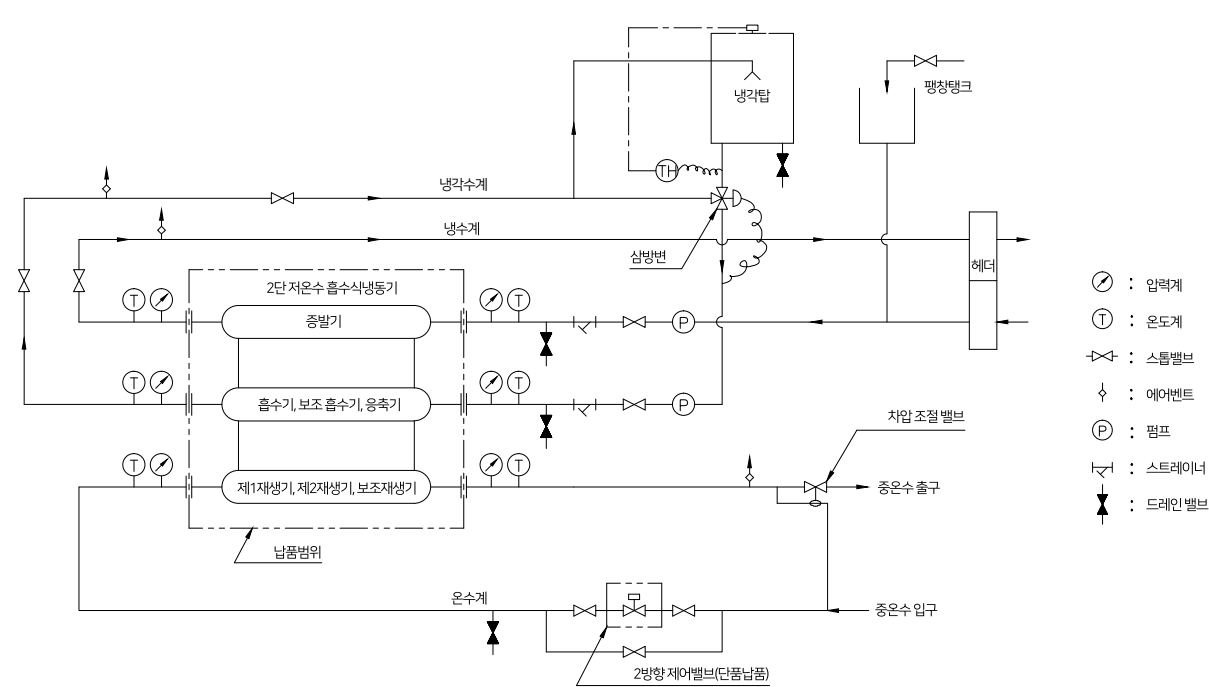 냉각탑
팽창탱크
TH
냉각수계
냉수계
삼방변
헤더
2단 저온수 흡수식냉동기
T
T
증발기
P
T
T
흡수기, 보조 흡수기, 응축기
P
T
T
제1재생기, 제2재생기, 보조재생기
차압 조절 밸브
중온수 출구
납품범위
온수계
중온수 입구
2방향 제어밸브(단품납품)
: 압력계
T : 온도계
: 스톱밸브
: 에어벤트
P : 펌프
: 스트레이너
: 드레인 밸브